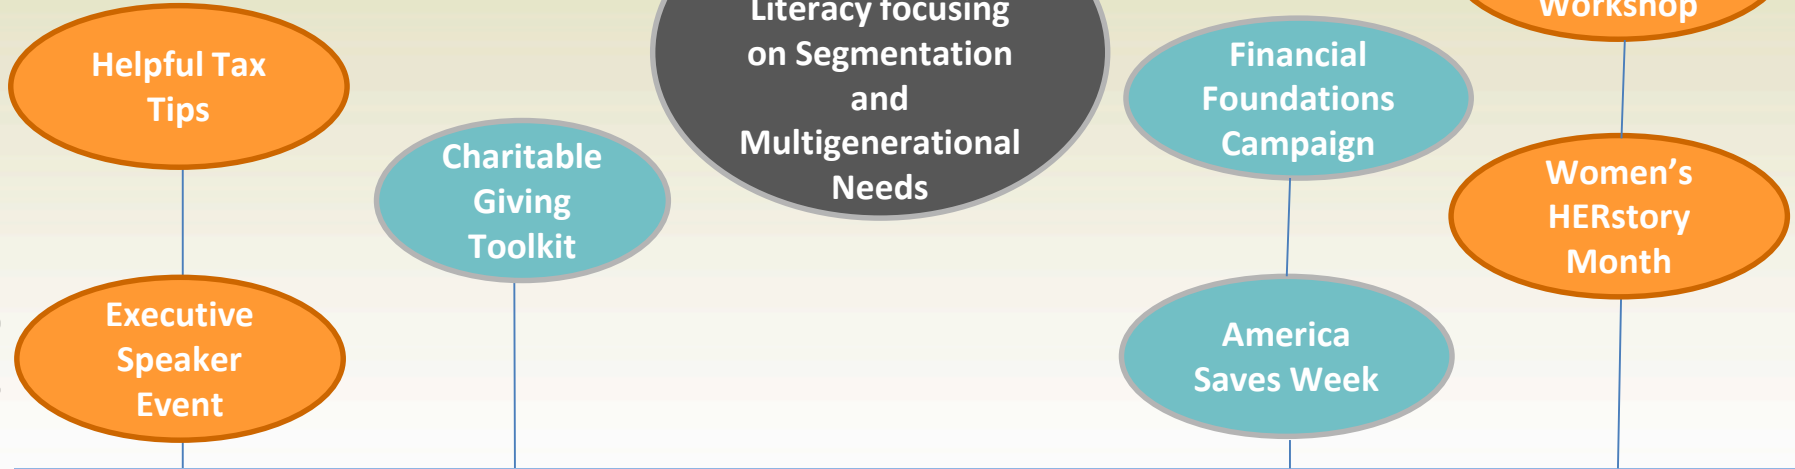 Literacy focusing
on Segmentation
and
Multigenerational
Needs
Workshop
Helpful Tax
Tips
Financial
Foundations
Campaign
Charitable
Giving
Toolkit
Women's
HERstory
Month
Executive
Speaker
Event
America
Saves Week